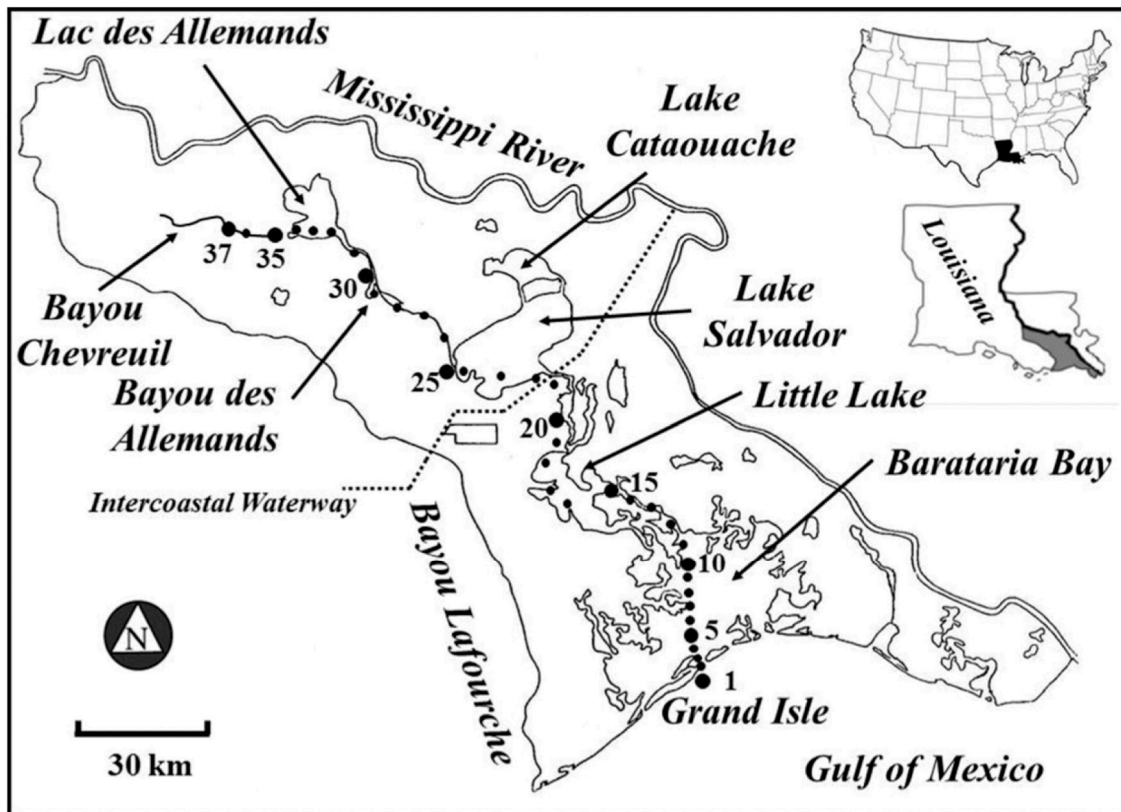 Lac des Allemands
Mississippi River
Lake
Cataouache
Louisiana
37
35
30
Bayou
Chevreuil
Lake
Salvador
25
Bayou des
Allemands
20
Little Lake
15
Barataria Bay
Intercoastal Waterway
Bayou Lafourche
10
N
5
1
Grand Isle
30 km
Gulf of Mexico